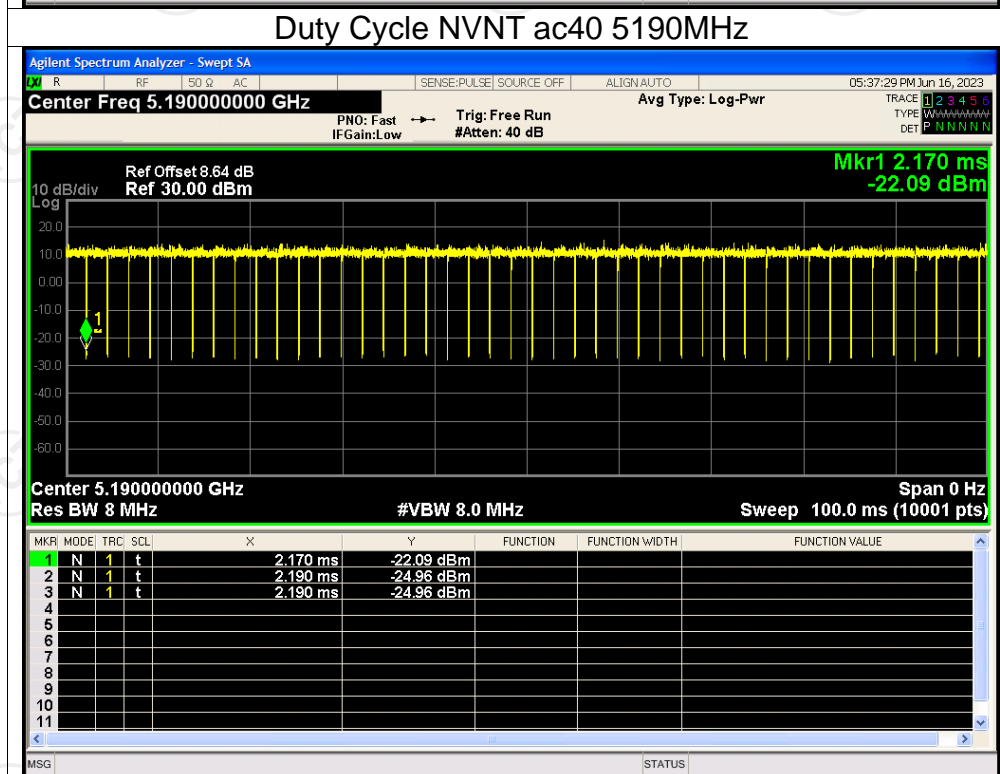 Duty Cycle NVNT ac40 5190MHz
Agilent Spectrum Analyzer - Swept SA
LXI R RF 50 Ω AC SENSE:PULSE SOURCE OFF ALIGN AUTO 05:37:29 PM Jun 16, 2023
Center Freq 5.190000000 GHz
PNO: Fast
IFGain:Low
Trig: Free Run
#Atten: 40 dB
Avg Type: Log-Pwr
TRACE 1 2 3 4 5 6
TYPE WWWWWW
DET P N N N N N
Mkr1 2.170 ms
-22.09 dBm
Ref Offset 8.64 dB
10 dB/div Ref 30.00 dBm
Log
20.0
10.0
0.00
-10.0
1
-20.0
-30.0
-40.0
-50.0
-60.0
Center 5.190000000 GHz Span 0 Hz
Res BW 8 MHz #VBW 8.0 MHz Sweep 100.0 ms (10001 pts)
MKR MODE TRC SCL X Y FUNCTION FUNCTION WIDTH FUNCTION VALUE
1 N 1 t 2.170 ms -22.09 dBm
2 N 1 t 2.190 ms -24.96 dBm
3 N 1 t 2.190 ms -24.96 dBm
4
5
6
7
8
9
10
11
MSG STATUS